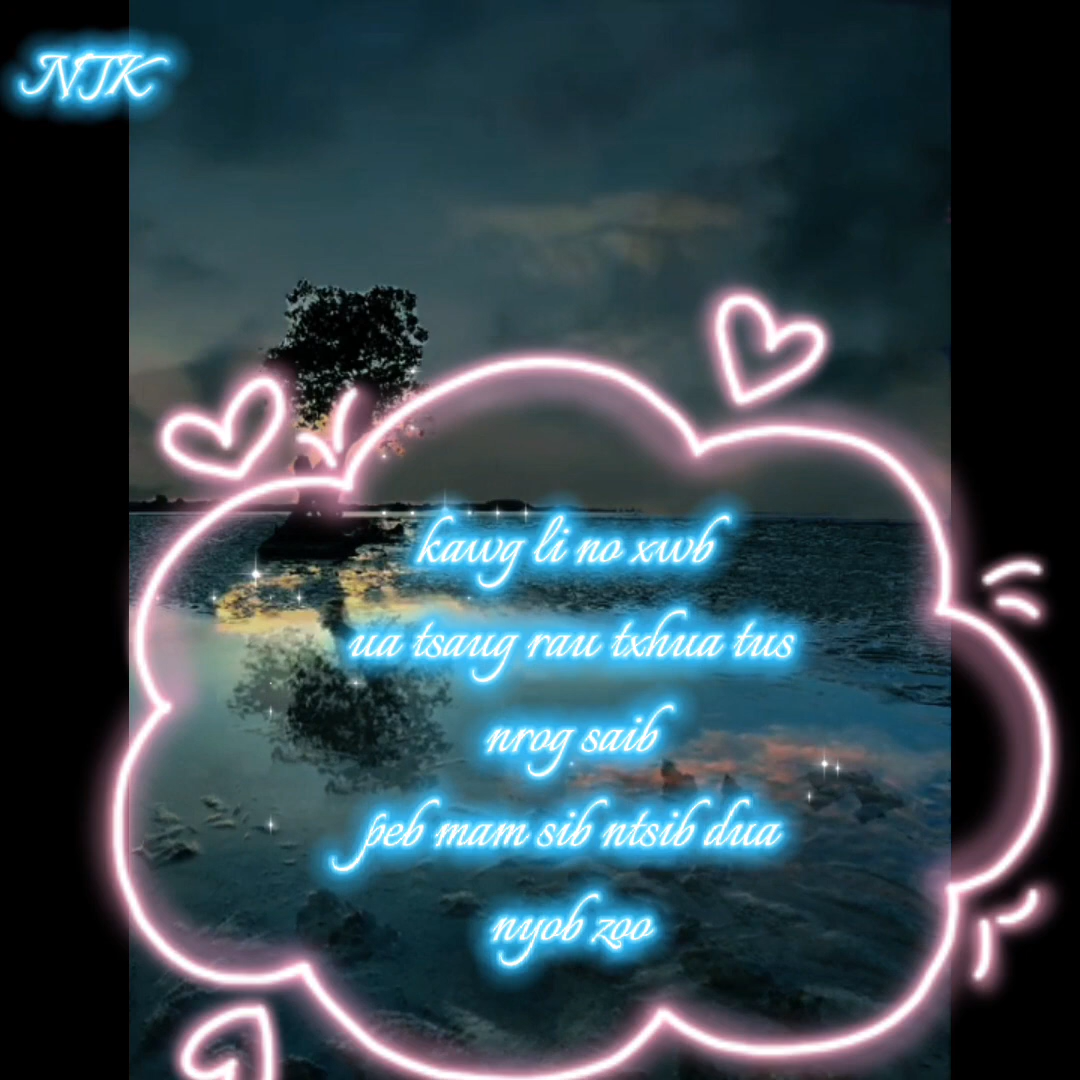 NTK
kawg li no xwb
ua tsaug rau txhua tus
nrog saib
peb mam sib ntsib dua
nyob zoo